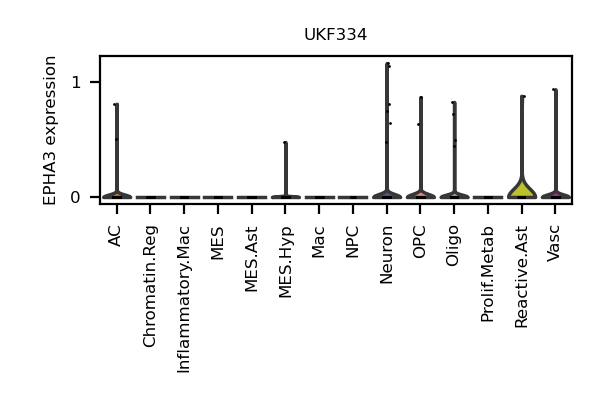 UKF334
EPHA3 expression
1
0
AC
Chromatin.Reg
Inflammatory.Mac
MES
MES.Ast
MES.Hyp
Mac
NPC
Neuron
OPC
Oligo
Prolif.Metab
Reactive.Ast
Vasc